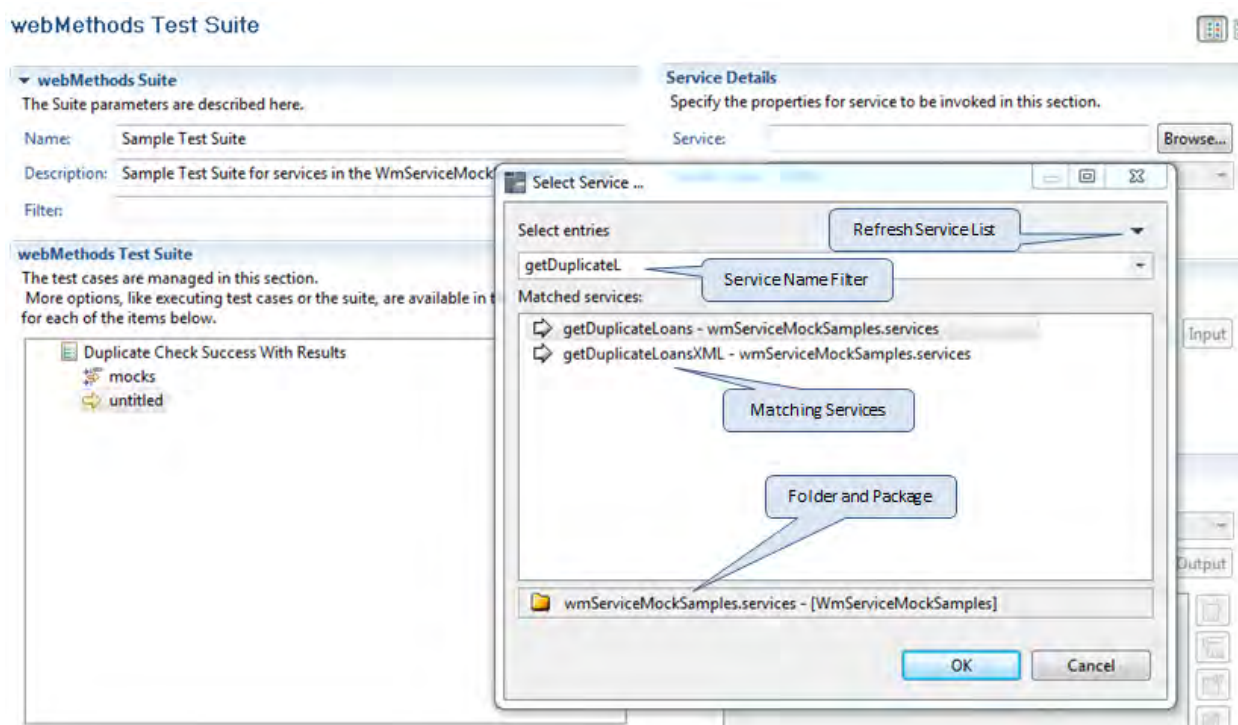 webMethods Test Suite
webMethods Suite
The Suite parameters are described here.
Name: Sample Test Suite
Description: Sample Test Suite for services in the WmServiceMock
Filter:
Service Details
Specify the properties for service to be invoked in this section.
Service: Browse...
webMethods Test Suite
The test cases are managed in this section.
More options, like executing test cases or the suite, are available in t
for each of the items below.
Duplicate Check Success With Results
mocks
untitled
Select Service ...
Select entries
Refresh Service List
getDuplicateL
Service Name Filter
Matched services:
getDuplicateLoans - wmServiceMockSamples.services
getDuplicateLoansXML - wmServiceMockSamples.services
Matching Services
Folder and Package
wmServiceMockSamples.services - [WmServiceMockSamples]
OK Cancel
Input
Output